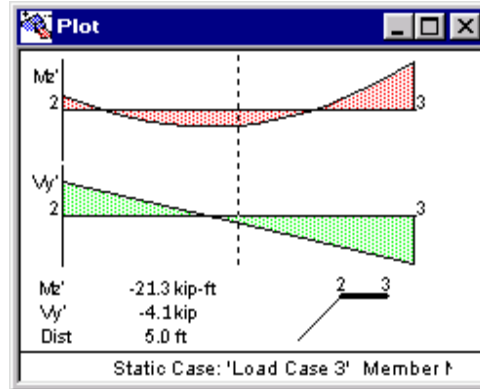 Plot
Mz'
2 3
Vy'
2 3
Mz' -21.3 kip-ft
Vy' -4.1 kip
Dist 5.0 ft
2 3
Static Case: 'Load Case 3' Member